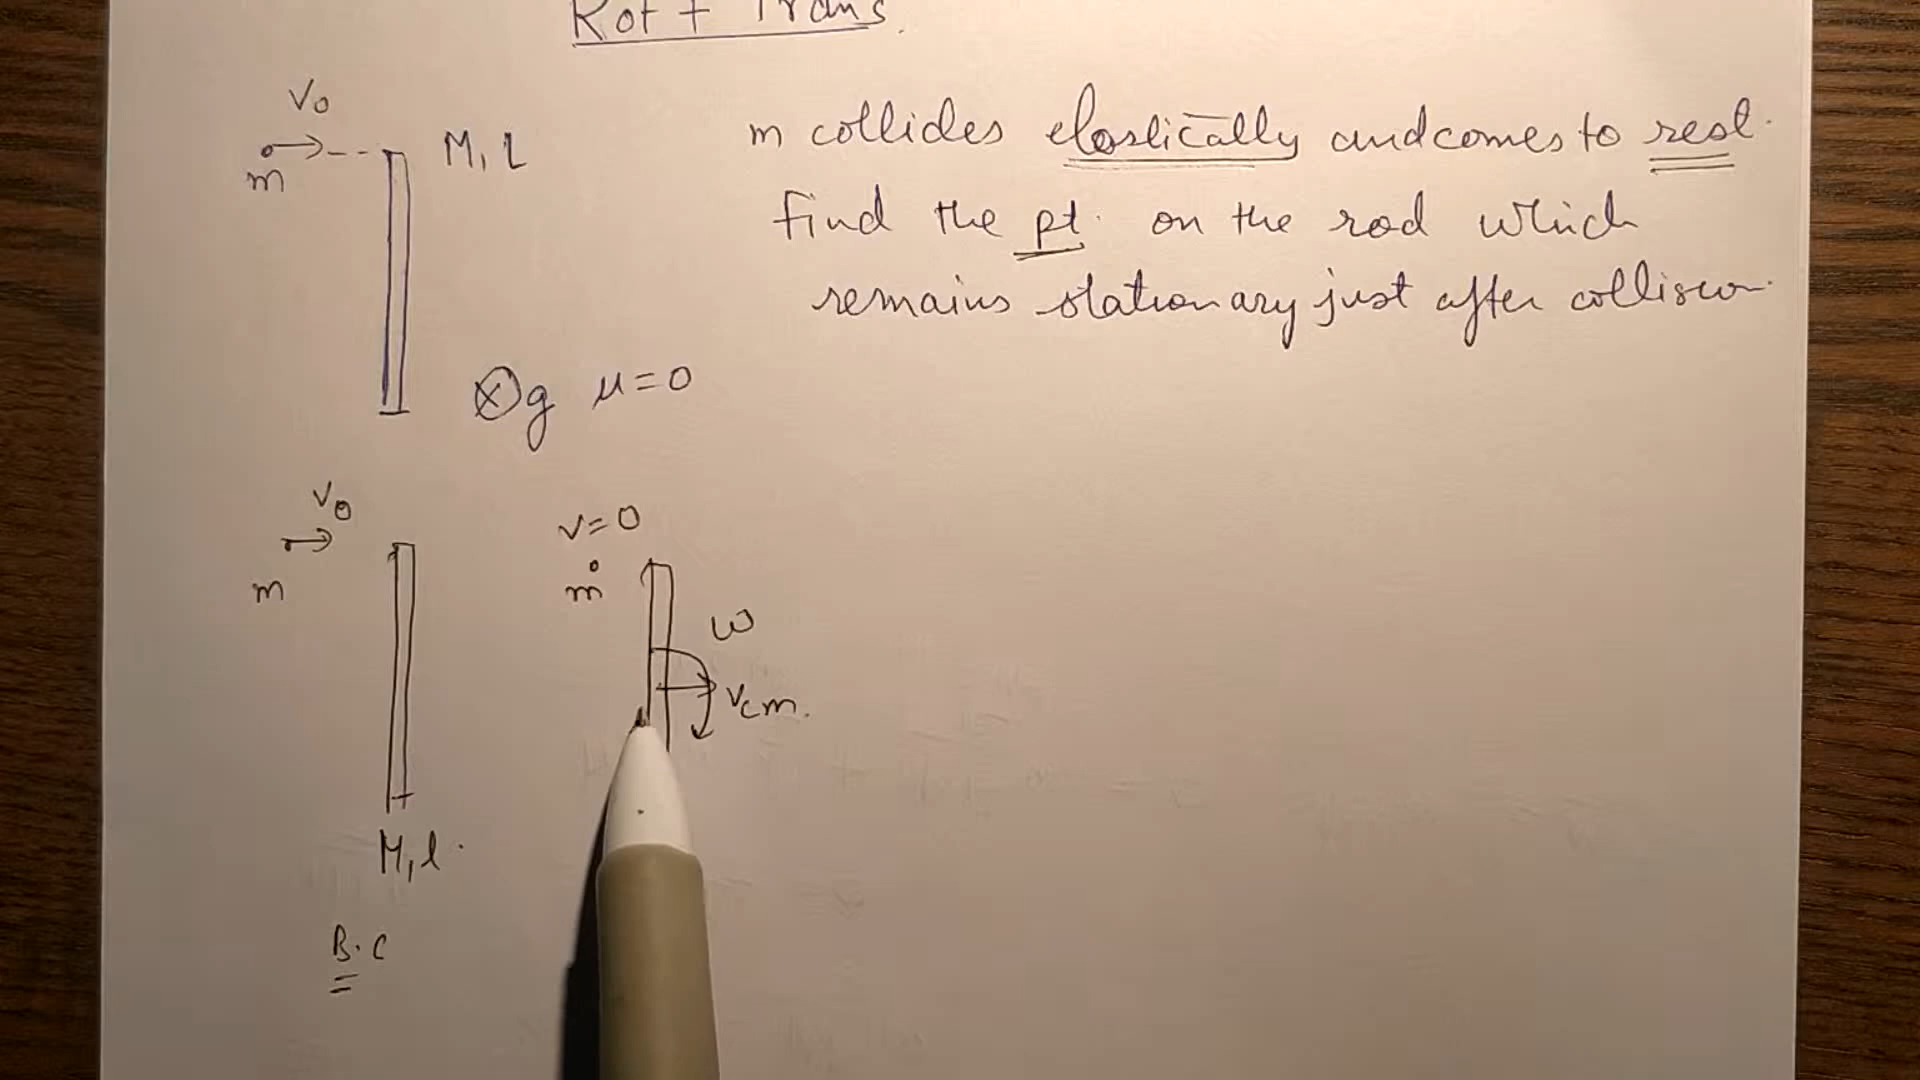 Rot + Trans.
V₀
m
M, L
m collides elastically and comes to rest.
find the pt. on the rod which
remains stationary just after collision.
⊗g μ=0
V₀
m
M, l.
B.C
v=0
m
ω
Vcm.